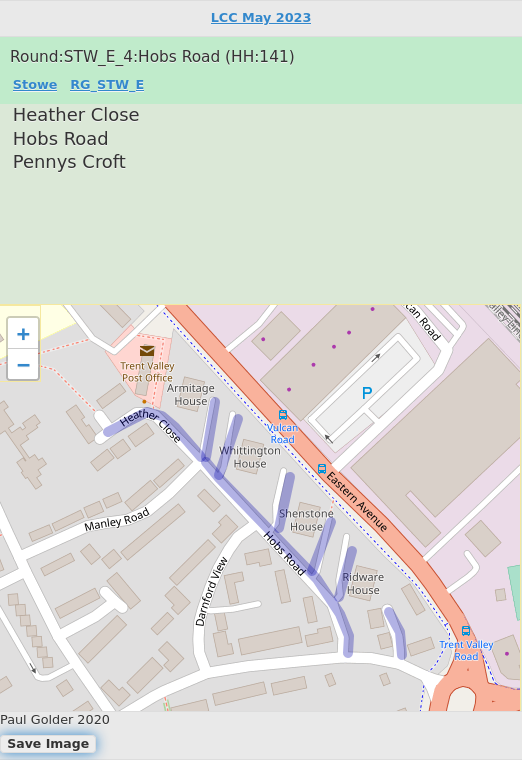 LCC May 2023
Round:STW_E_4:Hobs Road (HH:141)
Stowe RG_STW_E
Heather Close
Hobs Road
Pennys Croft
+
−
Trent Valley
Post Office
Armitage
House
Heather Close
Vulcan
Road
P
Whittington
House
Eastern Avenue
Shenstone
House
Manley Road
Hobs Road
Darnford View
Ridware
House
Trent Valley
Road
Paul Golder 2020
Save Image